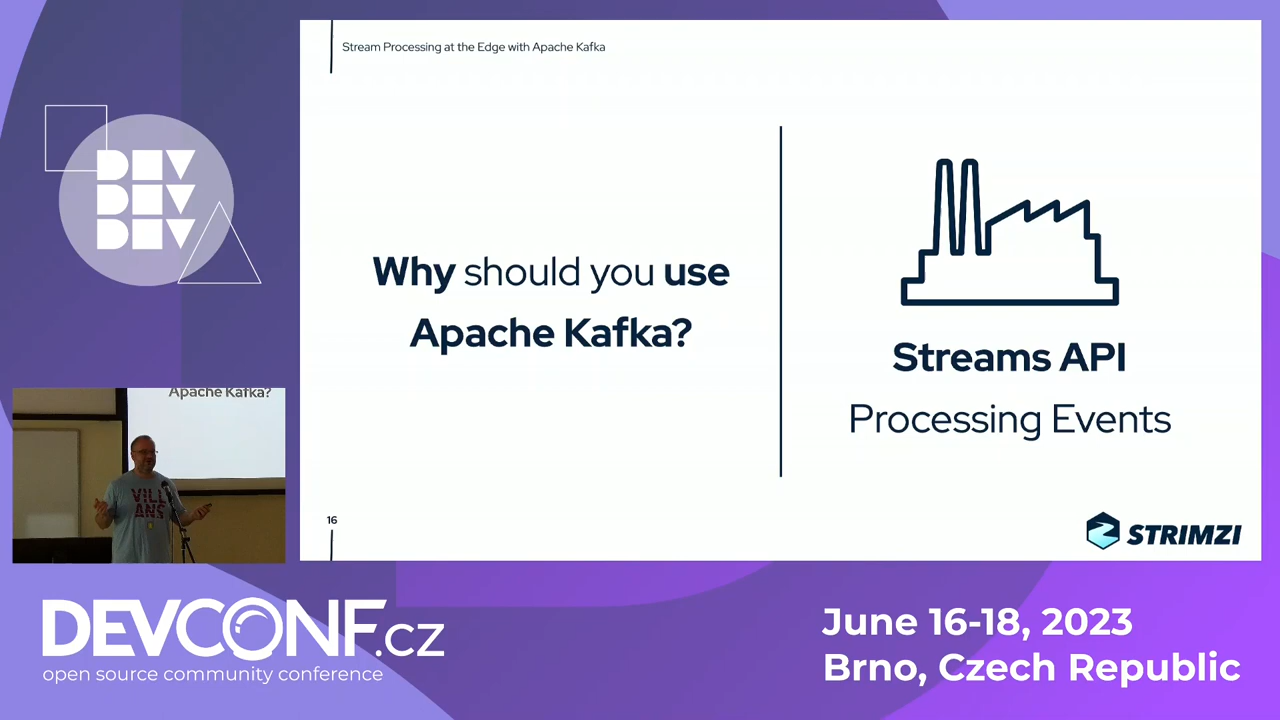 Stream Processing at the Edge with Apache Kafka
DEV
DEV
DEV
Why should you use
Apache Kafka?
Streams API
Processing Events
Apache Kafka?
VILL
ANS
16
STRIMZI
DEVCONF.cz
open source community conference
June 16-18, 2023
Brno, Czech Republic